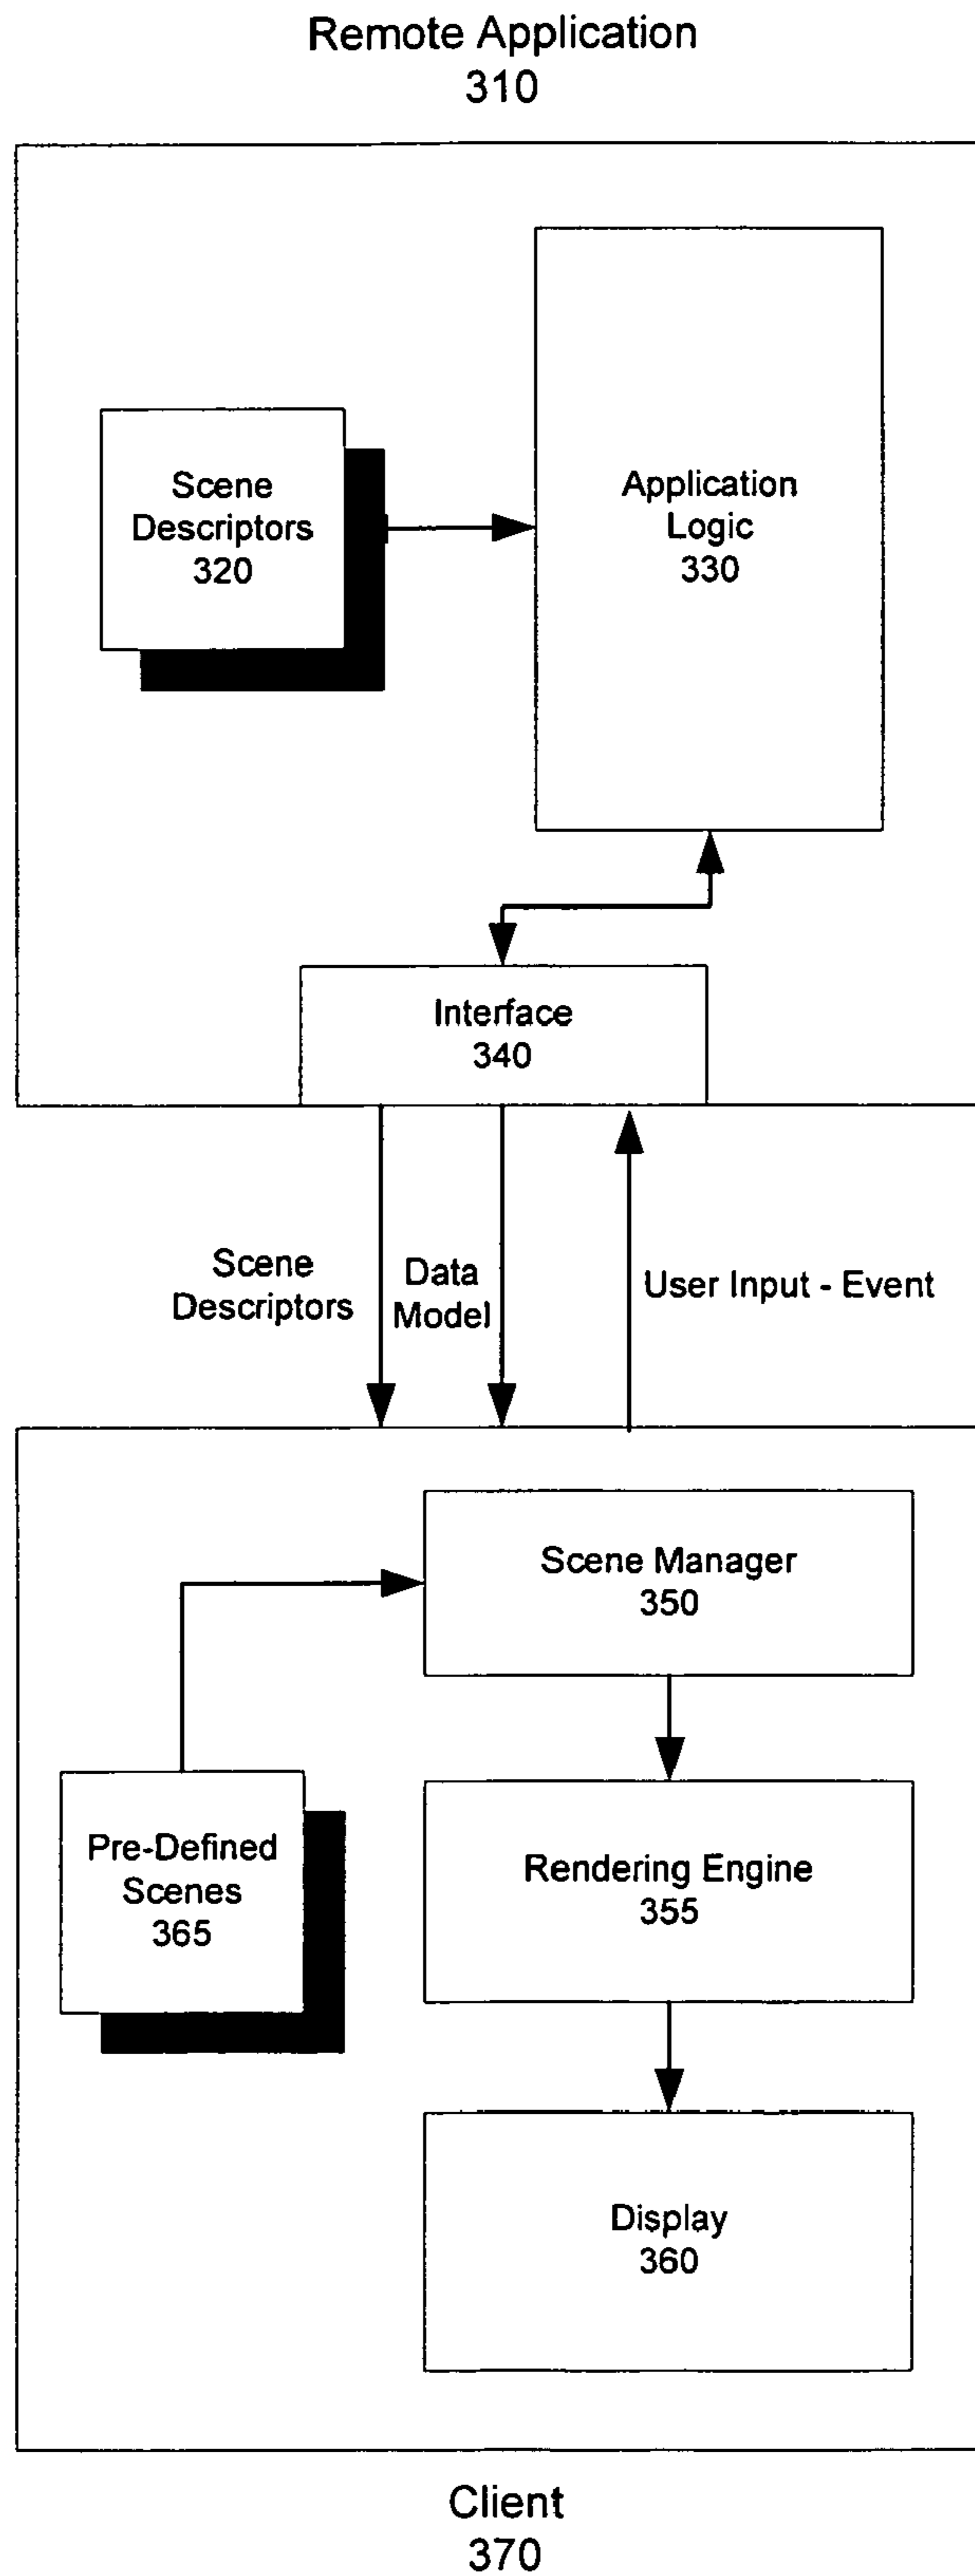 Remote Application
310
Scene
Descriptors
320
Application
Logic
330
Interface
340
Scene
Descriptors
Data
Model
User Input - Event
Scene Manager
350
Pre-Defined
Scenes
365
Rendering Engine
355
Display
360
Client
370